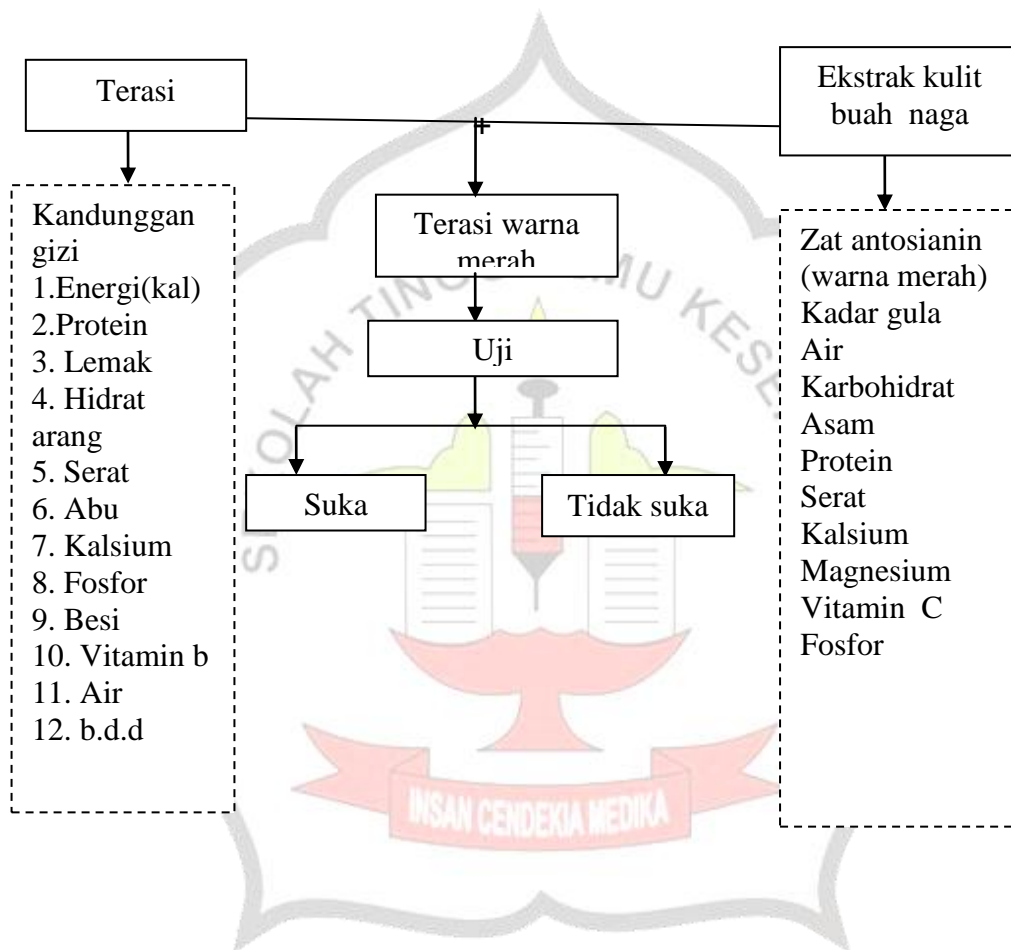 Terasi
Ekstrak kulit
buah naga
+
Kandunggan
gizi
1.Energi(kal)
2.Protein
3. Lemak
4. Hidrat
arang
5. Serat
6. Abu
7. Kalsium
8. Fosfor
9. Besi
10. Vitamin b
11. Air
12. b.d.d
Terasi warna
merah
Uji
Suka
Tidak suka
Zat antosianin
(warna merah)
Kadar gula
Air
Karbohidrat
Asam
Protein
Serat
Kalsium
Magnesium
Vitamin C
Fosfor
INSAN CENDEKIA MEDIKA